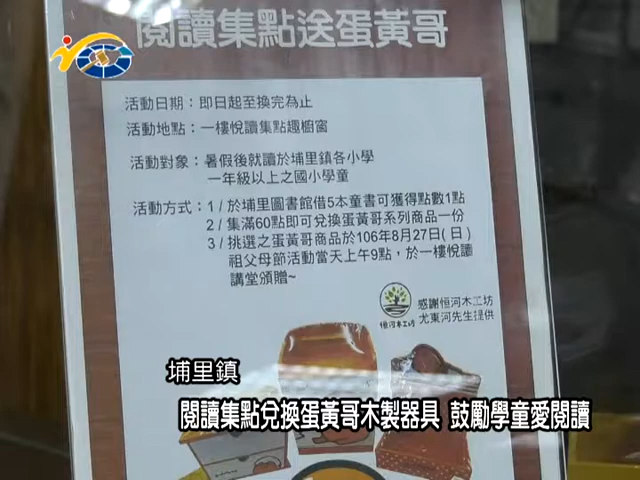 閱讀集點送蛋黃哥
活動日期：即日起至換完為止
活動地點：一樓悅讀集點趣櫥窗
活動對象：暑假後就讀於埔里鎮各小學
一年級以上之國小學童
活動方式：1 / 於埔里圖書館借5本童書可獲得點數1點
2 / 集滿60點即可兌換蛋黃哥系列商品一份
3 / 挑選之蛋黃哥商品於106年8月27日( 日 )
祖父母節活動當天上午9點，於一樓悅讀
講堂頒贈~
恒河木工坊
感謝恒河木工坊
尤東河先生提供
埔里鎮
閱讀集點兌換蛋黃哥木製器具 鼓勵學童愛閱讀